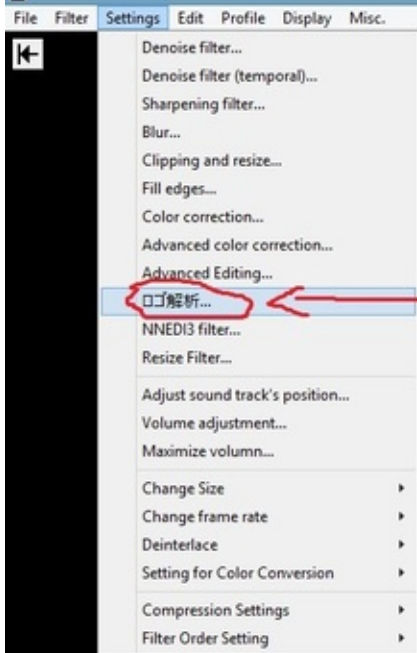 File Filter Settings Edit Profile Display Misc.
Denoise filter...
Denoise filter (temporal)...
Sharpening filter...
Blur...
Clipping and resize...
Fill edges...
Color correction...
Advanced color correction...
Advanced Editing...
ロゴ解析...
NNEDI3 filter...
Resize Filter...
Adjust sound track's position...
Volume adjustment...
Maximize volumn...
Change Size
Change frame rate
Deinterlace
Setting for Color Conversion
Compression Settings
Filter Order Setting